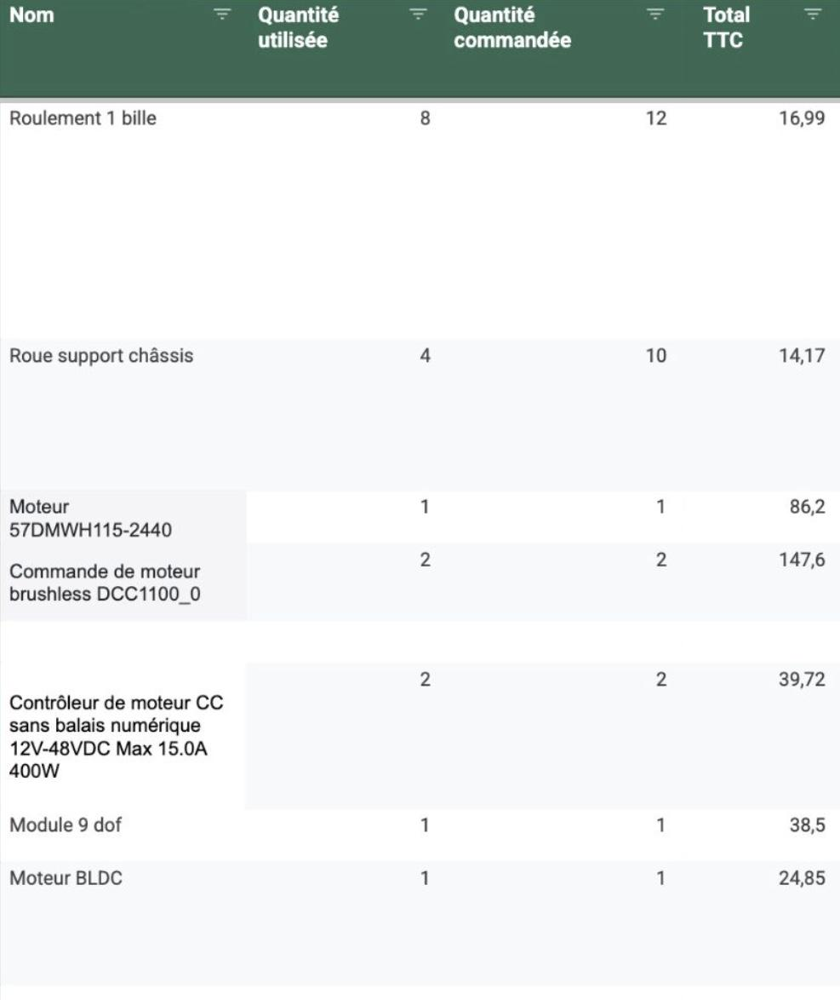 Nom Quantité Quantité Total
utilisée commandée TTC
Roulement 1 bille 8 12 16,99
Roue support châssis 4 10 14,17
Moteur 1 1 86,2
57DMWH115-2440
2 2 147,6
Commande de moteur
brushless DCC1100_0
2 2 39,72
Contrôleur de moteur CC
sans balais numérique
12V-48VDC Max 15.0A
400W
Module 9 dof 1 1 38,5
Moteur BLDC 1 1 24,85